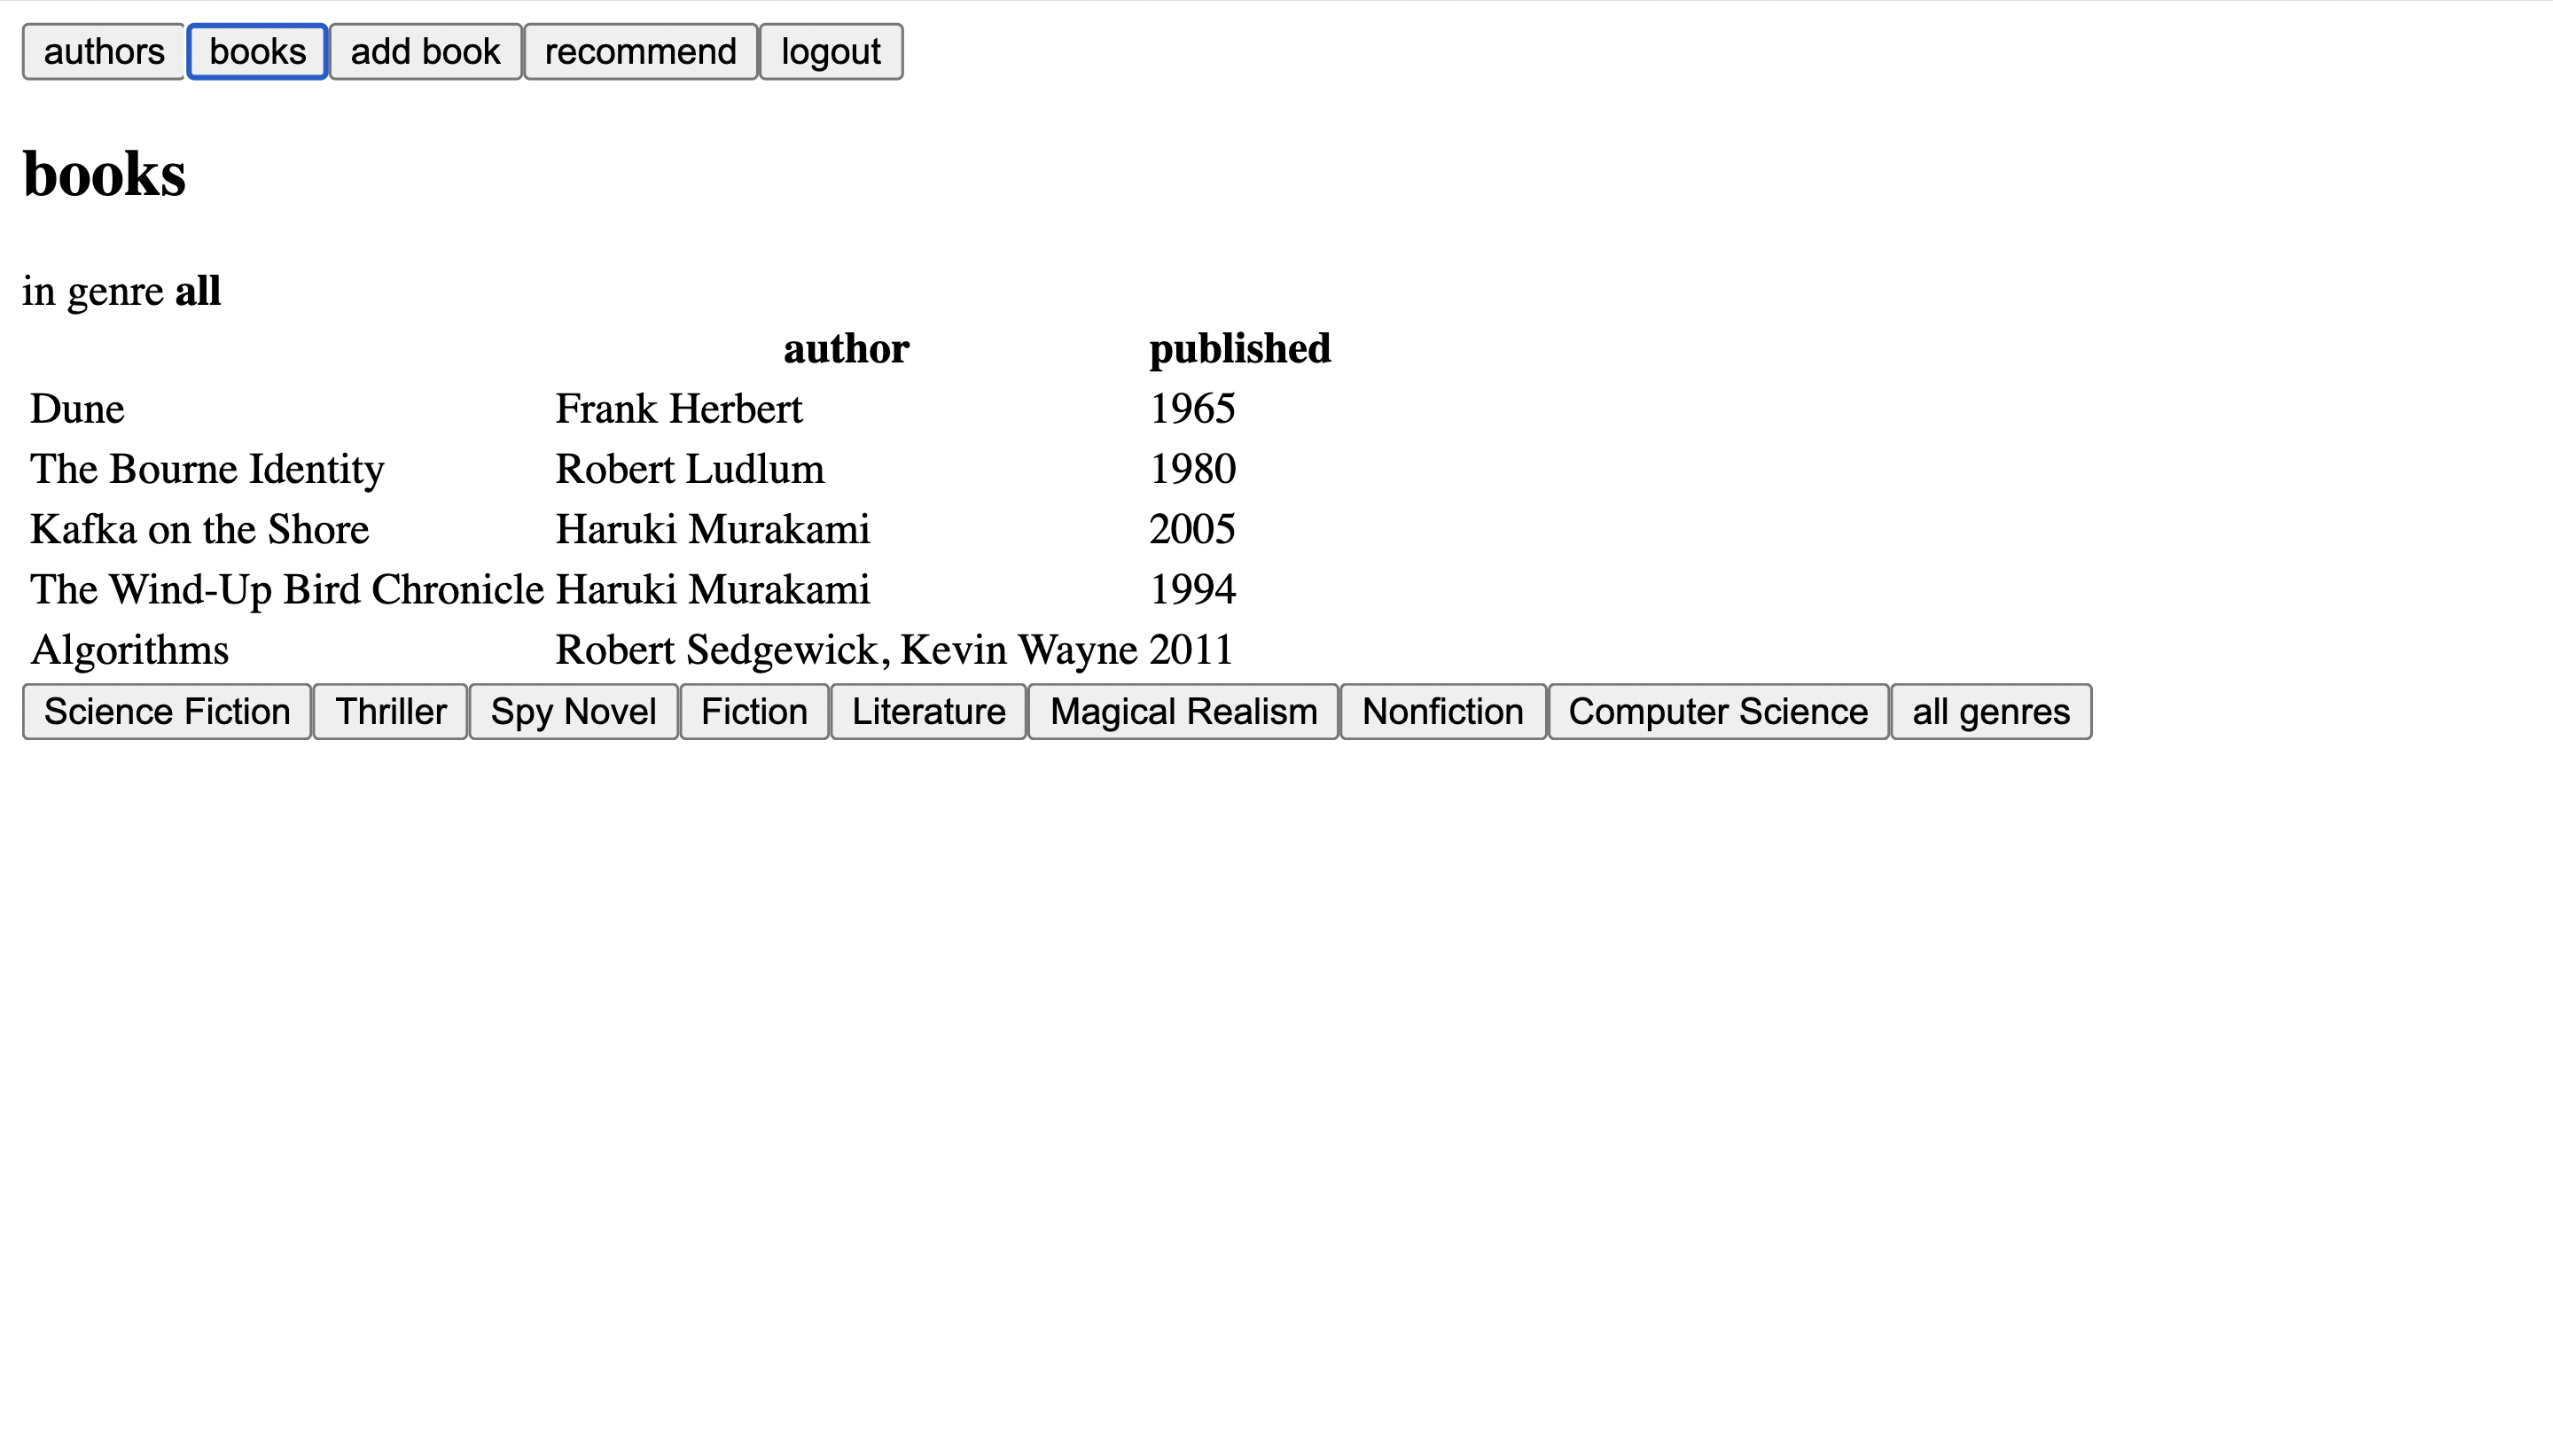 authors books add book recommend logout
books
in genre all
author published
Dune Frank Herbert 1965
The Bourne Identity Robert Ludlum 1980
Kafka on the Shore Haruki Murakami 2005
The Wind-Up Bird Chronicle Haruki Murakami 1994
Algorithms Robert Sedgewick, Kevin Wayne 2011
Science Fiction Thriller Spy Novel Fiction Literature Magical Realism Nonfiction Computer Science all genres